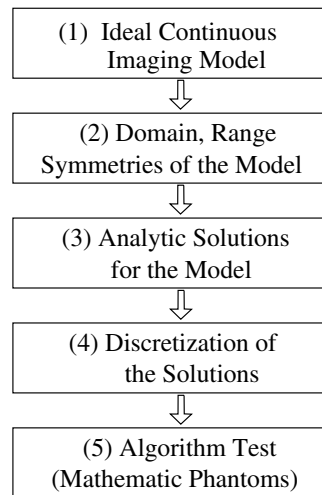 (1) Ideal Continuous
Imaging Model
(2) Domain, Range
Symmetries of the Model
(3) Analytic Solutions
for the Model
(4) Discretization of
the Solutions
(5) Algorithm Test
(Mathematic Phantoms)